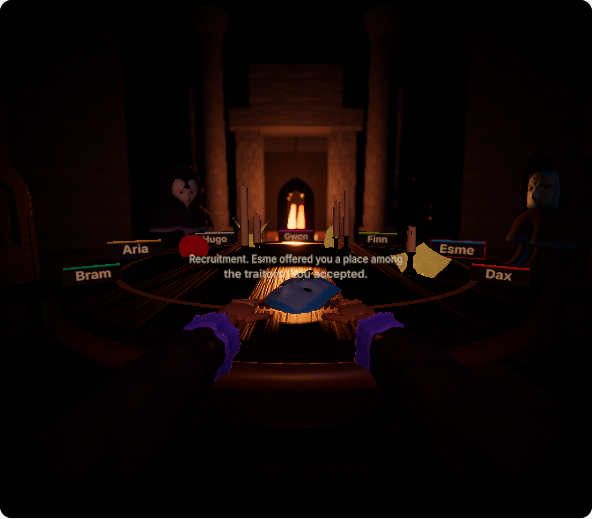 Hugo
Gwen
Finn
Aria
Esme
Bram
Dax
Recruitment. Esme offered you a place among
the traitors. You accepted.